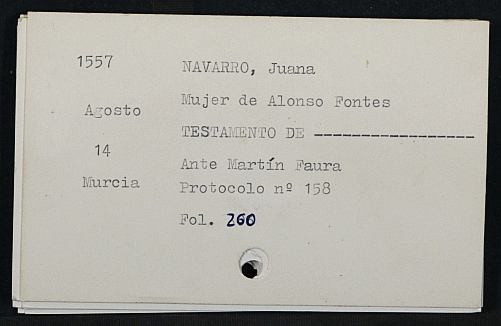 1557
NAVARRO, Juana
Mujer de Alonso Fontes
Agosto
TESTAMENTO DE ------------------
14
Ante Martín Faura
Murcia
Protocolo nº 158
Fol. 260